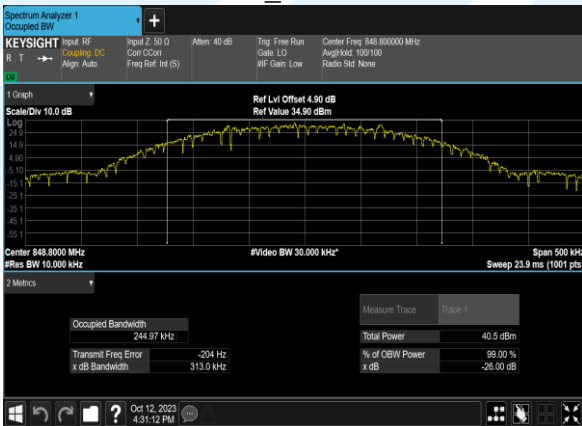 Spectrum Analyzer 1
Occupied BW
KEYSIGHT Input: RF Input Z: 50 Ω Atten: 40 dB Trig: Free Run Center Freq: 848.800000 MHz
R T Coupling: DC Corr CCorr Gate: LO Avg|Hold: 100/100
Align: Auto Freq Ref: Int (S) #IF Gain: Low Radio Std: None
LW
1 Graph
Ref Lvl Offset 4.90 dB
Scale/Div 10.0 dB Ref Value 34.90 dBm
Log
24.9
14.9
4.90
-5.10
-15.1
-25.1
-35.1
-45.1
-55.1
Center 848.8000 MHz #Video BW 30.000 kHz* Span 500 kHz
#Res BW 10.000 kHz Sweep 23.9 ms (1001 pts
2 Metrics
Measure Trace Trace 1
Occupied Bandwidth
244.97 kHz Total Power 40.5 dBm
Transmit Freq Error -204 Hz % of OBW Power 99.00 %
x dB Bandwidth 313.0 kHz x dB -26.00 dB
? Oct 12, 2023
4:31:12 PM